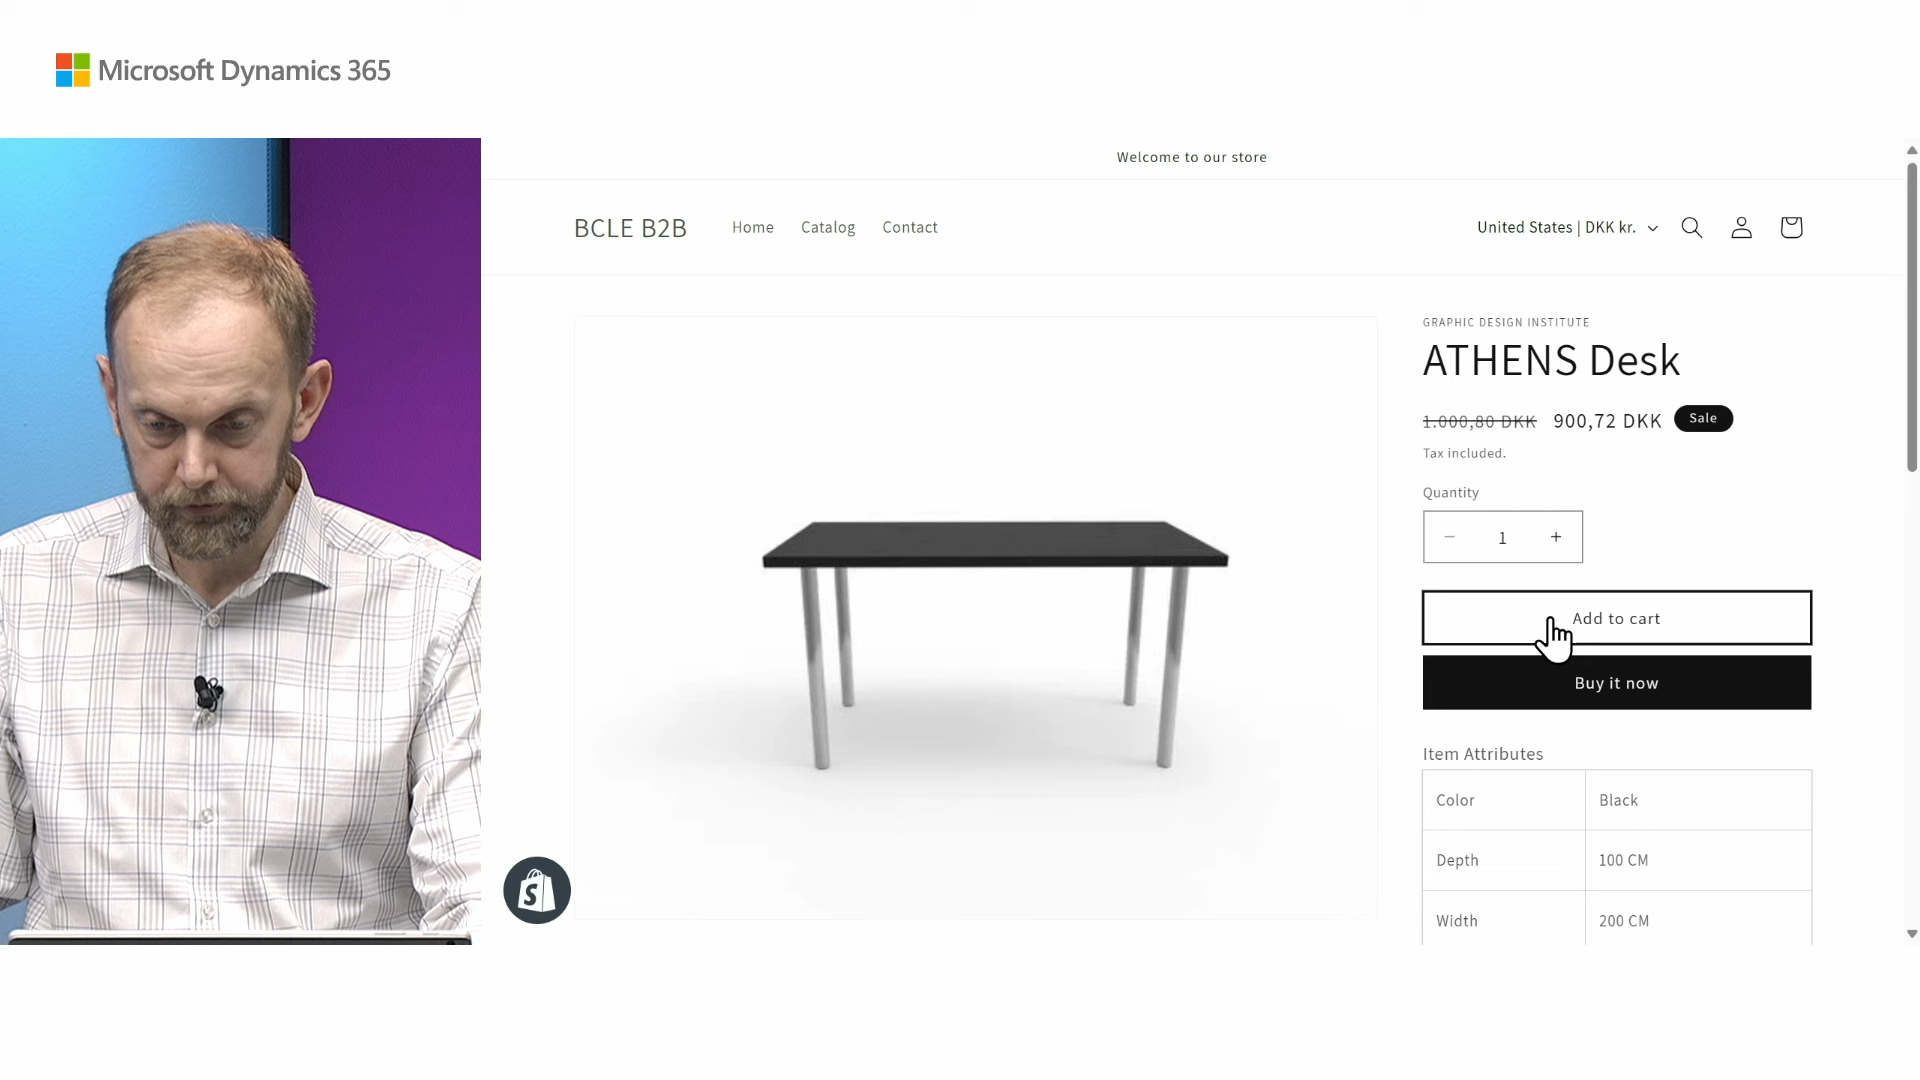 Microsoft Dynamics 365
Welcome to our store
BCLE B2B
Home
Catalog
Contact
United States | DKK kr.
GRAPHIC DESIGN INSTITUTE
ATHENS Desk
1.000,80 DKK 900,72 DKK Sale
Tax included.
Quantity
− 1 +
Add to cart
Buy it now
Item Attributes
Color Black
Depth 100 CM
Width 200 CM
S